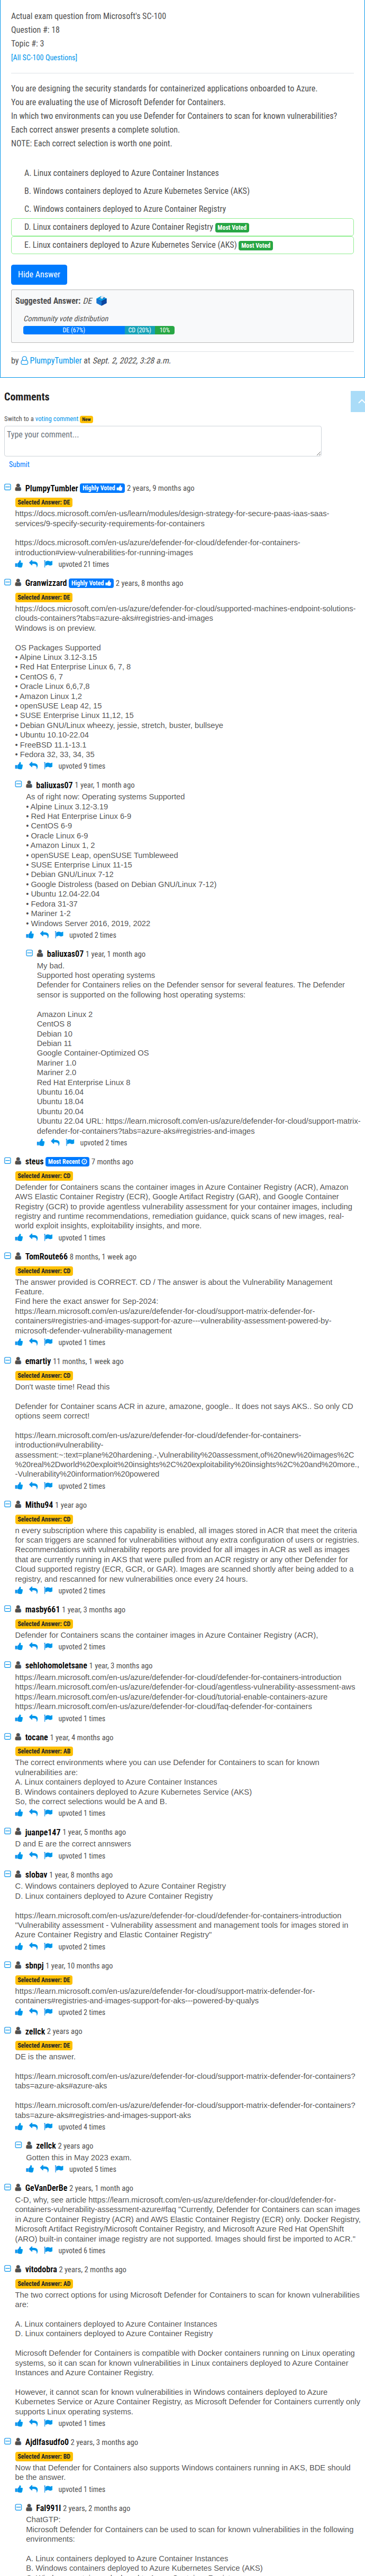 Actual exam question from Microsoft's SC-100
Question #: 18
Topic #: 3
[All SC-100 Questions]
You are designing the security standards for containerized applications onboarded to Azure.
You are evaluating the use of Microsoft Defender for Containers.
In which two environments can you use Defender for Containers to scan for known vulnerabilities?
Each correct answer presents a complete solution.
NOTE: Each correct selection is worth one point.
A. Linux containers deployed to Azure Container Instances
B. Windows containers deployed to Azure Kubernetes Service (AKS)
C. Windows containers deployed to Azure Container Registry
D. Linux containers deployed to Azure Container Registry Most Voted
E. Linux containers deployed to Azure Kubernetes Service (AKS) Most Voted
Hide Answer
Suggested Answer: DE
Community vote distribution
DE (67%) CD (20%) 10%
by PlumpyTumbler at Sept. 2, 2022, 3:28 a.m.
Comments
Switch to a voting comment New
Type your comment...
Submit
PlumpyTumbler Highly Voted 2 years, 9 months ago
Selected Answer: DE
https://docs.microsoft.com/en-us/learn/modules/design-strategy-for-secure-paas-iaas-saas-
services/9-specify-security-requirements-for-containers
https://docs.microsoft.com/en-us/azure/defender-for-cloud/defender-for-containers-
introduction#view-vulnerabilities-for-running-images
upvoted 21 times
Granwizzard Highly Voted 2 years, 8 months ago
Selected Answer: DE
https://docs.microsoft.com/en-us/azure/defender-for-cloud/supported-machines-endpoint-solutions-
clouds-containers?tabs=azure-aks#registries-and-images
Windows is on preview.
OS Packages Supported
• Alpine Linux 3.12-3.15
• Red Hat Enterprise Linux 6, 7, 8
• CentOS 6, 7
• Oracle Linux 6,6,7,8
• Amazon Linux 1,2
• openSUSE Leap 42, 15
• SUSE Enterprise Linux 11,12, 15
• Debian GNU/Linux wheezy, jessie, stretch, buster, bullseye
• Ubuntu 10.10-22.04
• FreeBSD 11.1-13.1
• Fedora 32, 33, 34, 35
upvoted 9 times
baliuxas07 1 year, 1 month ago
As of right now: Operating systems Supported
• Alpine Linux 3.12-3.19
• Red Hat Enterprise Linux 6-9
• CentOS 6-9
• Oracle Linux 6-9
• Amazon Linux 1, 2
• openSUSE Leap, openSUSE Tumbleweed
• SUSE Enterprise Linux 11-15
• Debian GNU/Linux 7-12
• Google Distroless (based on Debian GNU/Linux 7-12)
• Ubuntu 12.04-22.04
• Fedora 31-37
• Mariner 1-2
• Windows Server 2016, 2019, 2022
upvoted 2 times
baliuxas07 1 year, 1 month ago
My bad.
Supported host operating systems
Defender for Containers relies on the Defender sensor for several features. The Defender
sensor is supported on the following host operating systems:
Amazon Linux 2
CentOS 8
Debian 10
Debian 11
Google Container-Optimized OS
Mariner 1.0
Mariner 2.0
Red Hat Enterprise Linux 8
Ubuntu 16.04
Ubuntu 18.04
Ubuntu 20.04
Ubuntu 22.04 URL: https://learn.microsoft.com/en-us/azure/defender-for-cloud/support-matrix-
defender-for-containers?tabs=azure-aks#registries-and-images
upvoted 2 times
steus Most Recent 7 months ago
Selected Answer: CD
Defender for Containers scans the container images in Azure Container Registry (ACR), Amazon
AWS Elastic Container Registry (ECR), Google Artifact Registry (GAR), and Google Container
Registry (GCR) to provide agentless vulnerability assessment for your container images, including
registry and runtime recommendations, remediation guidance, quick scans of new images, real-
world exploit insights, exploitability insights, and more.
upvoted 1 times
TomRoute66 8 months, 1 week ago
Selected Answer: CD
The answer provided is CORRECT. CD / The answer is about the Vulnerability Management
Feature.
Find here the exact answer for Sep-2024:
https://learn.microsoft.com/en-us/azure/defender-for-cloud/support-matrix-defender-for-
containers#registries-and-images-support-for-azure---vulnerability-assessment-powered-by-
microsoft-defender-vulnerability-management
upvoted 1 times
emartiy 11 months, 1 week ago
Selected Answer: CD
Don't waste time! Read this
Defender for Container scans ACR in azure, amazone, google.. It does not says AKS.. So only CD
options seem correct!
https://learn.microsoft.com/en-us/azure/defender-for-cloud/defender-for-containers-
introduction#vulnerability-
assessment:~:text=plane%20hardening.-,Vulnerability%20assessment,of%20new%20images%2C
%20real%2Dworld%20exploit%20insights%2C%20exploitability%20insights%2C%20and%20more.,
-Vulnerability%20information%20powered
upvoted 2 times
Mithu94 1 year ago
Selected Answer: CD
n every subscription where this capability is enabled, all images stored in ACR that meet the criteria
for scan triggers are scanned for vulnerabilities without any extra configuration of users or registries.
Recommendations with vulnerability reports are provided for all images in ACR as well as images
that are currently running in AKS that were pulled from an ACR registry or any other Defender for
Cloud supported registry (ECR, GCR, or GAR). Images are scanned shortly after being added to a
registry, and rescanned for new vulnerabilities once every 24 hours.
upvoted 2 times
masby661 1 year, 3 months ago
Selected Answer: CD
Defender for Containers scans the container images in Azure Container Registry (ACR),
upvoted 2 times
sehlohomoletsane 1 year, 3 months ago
https://learn.microsoft.com/en-us/azure/defender-for-cloud/defender-for-containers-introduction
https://learn.microsoft.com/en-us/azure/defender-for-cloud/agentless-vulnerability-assessment-aws
https://learn.microsoft.com/en-us/azure/defender-for-cloud/tutorial-enable-containers-azure
https://learn.microsoft.com/en-us/azure/defender-for-cloud/faq-defender-for-containers
upvoted 1 times
tocane 1 year, 4 months ago
Selected Answer: AB
The correct environments where you can use Defender for Containers to scan for known
vulnerabilities are:
A. Linux containers deployed to Azure Container Instances
B. Windows containers deployed to Azure Kubernetes Service (AKS)
So, the correct selections would be A and B.
upvoted 1 times
juanpe147 1 year, 5 months ago
D and E are the correct annswers
upvoted 1 times
slobav 1 year, 8 months ago
C. Windows containers deployed to Azure Container Registry
D. Linux containers deployed to Azure Container Registry
https://learn.microsoft.com/en-us/azure/defender-for-cloud/defender-for-containers-introduction
"Vulnerability assessment - Vulnerability assessment and management tools for images stored in
Azure Container Registry and Elastic Container Registry"
upvoted 2 times
sbnpj 1 year, 10 months ago
Selected Answer: DE
https://learn.microsoft.com/en-us/azure/defender-for-cloud/support-matrix-defender-for-
containers#registries-and-images-support-for-aks---powered-by-qualys
upvoted 2 times
zellck 2 years ago
Selected Answer: DE
DE is the answer.
https://learn.microsoft.com/en-us/azure/defender-for-cloud/support-matrix-defender-for-containers?
tabs=azure-aks#azure-aks
https://learn.microsoft.com/en-us/azure/defender-for-cloud/support-matrix-defender-for-containers?
tabs=azure-aks#registries-and-images-support-aks
upvoted 4 times
zellck 2 years ago
Gotten this in May 2023 exam.
upvoted 5 times
GeVanDerBe 2 years, 1 month ago
C-D, why, see article https://learn.microsoft.com/en-us/azure/defender-for-cloud/defender-for-
containers-vulnerability-assessment-azure#faq "Currently, Defender for Containers can scan images
in Azure Container Registry (ACR) and AWS Elastic Container Registry (ECR) only. Docker Registry,
Microsoft Artifact Registry/Microsoft Container Registry, and Microsoft Azure Red Hat OpenShift
(ARO) built-in container image registry are not supported. Images should first be imported to ACR."
upvoted 6 times
vitodobra 2 years, 2 months ago
Selected Answer: AD
The two correct options for using Microsoft Defender for Containers to scan for known vulnerabilities
are:
A. Linux containers deployed to Azure Container Instances
D. Linux containers deployed to Azure Container Registry
Microsoft Defender for Containers is compatible with Docker containers running on Linux operating
systems, so it can scan for known vulnerabilities in Linux containers deployed to Azure Container
Instances and Azure Container Registry.
However, it cannot scan for known vulnerabilities in Windows containers deployed to Azure
Kubernetes Service or Azure Container Registry, as Microsoft Defender for Containers currently only
supports Linux operating systems.
upvoted 1 times
Ajdlfasudfo0 2 years, 3 months ago
Selected Answer: BD
Now that Defender for Containers also supports Windows containers running in AKS, BDE should
be the answer.
upvoted 1 times
Fal991l 2 years, 2 months ago
ChatGTP:
Microsoft Defender for Containers can be used to scan for known vulnerabilities in the following
environments:
A. Linux containers deployed to Azure Container Instances
B. Windows containers deployed to Azure Kubernetes Service (AKS)